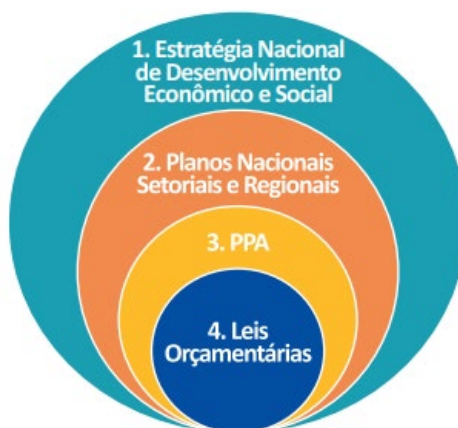 1. Estratégia Nacional
de Desenvolvimento
Econômico e Social
2. Planos Nacionais
Setoriais e Regionais
3. PPA
4. Leis
Orçamentárias